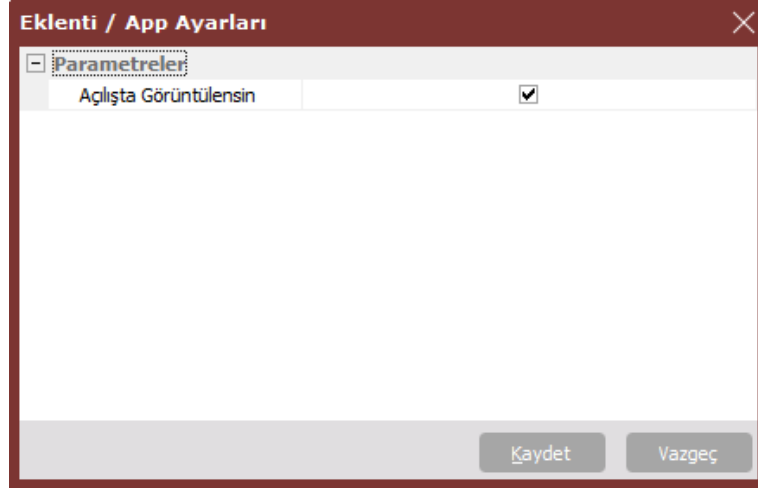 Eklenti / App Ayarları
Parametreler
Açılışta Görüntülensin
Kaydet
Vazgeç